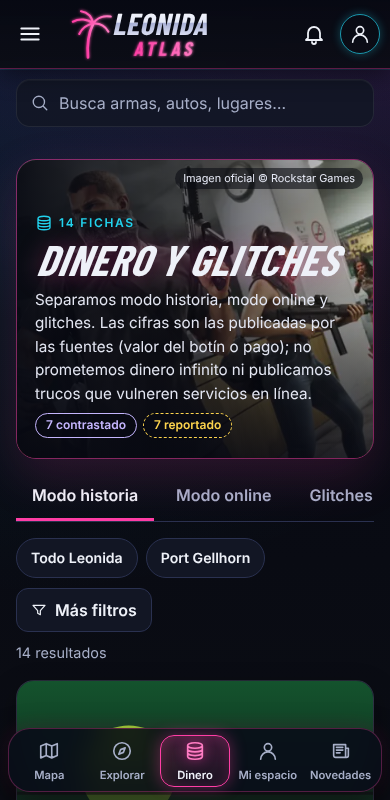 LEONIDA
ATLAS
Busca armas, autos, lugares...
Imagen oficial © Rockstar Games
14 FICHAS
DINERO Y GLITCHES
Separamos modo historia, modo online y
glitches. Las cifras son las publicadas por
las fuentes (valor del botín o pago); no
prometemos dinero infinito ni publicamos
trucos que vulneren servicios en línea.
7 contrastado 7 reportado
Modo historia Modo online Glitches
Todo Leonida Port Gellhorn
Más filtros
14 resultados
Mapa Explorar Dinero Mi espacio Novedades